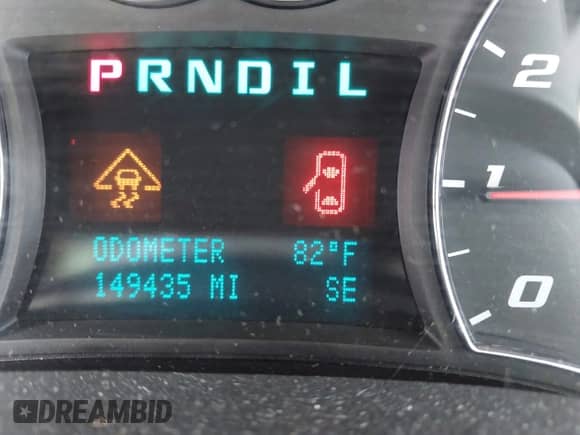 PRNDIL
2
1
ODOMETER 82°F
149435 MI SE
0
DREAMBID